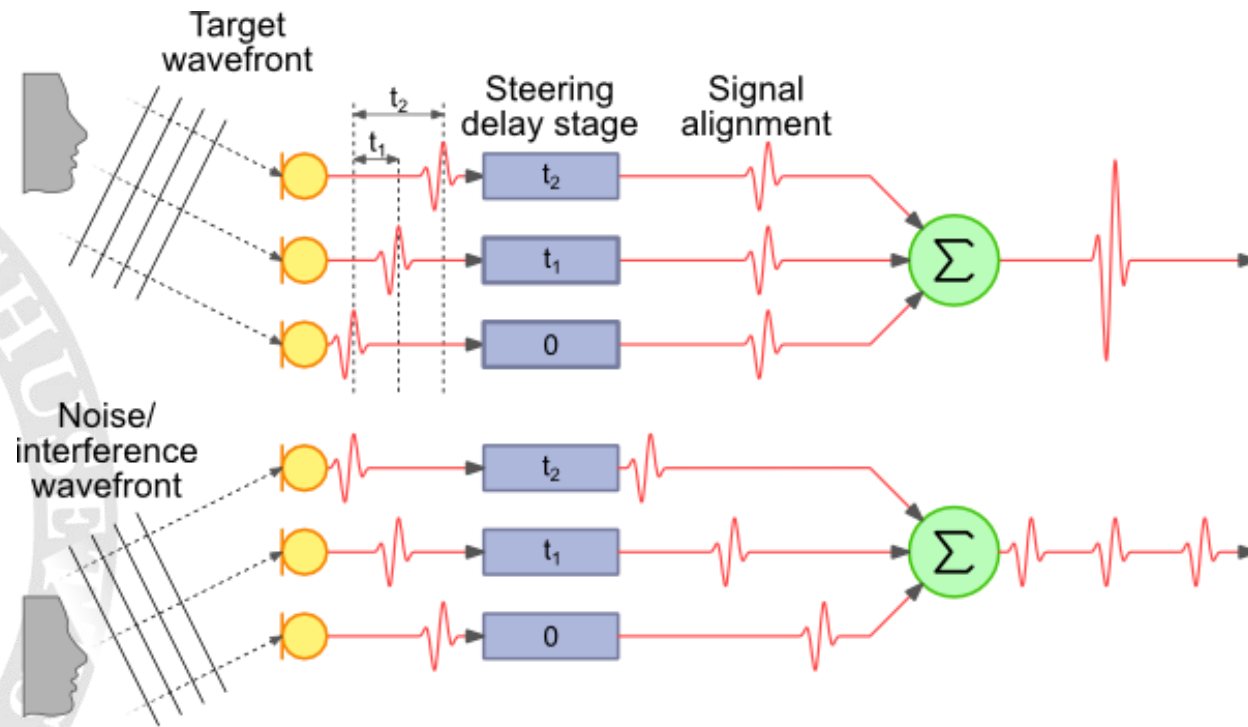 Target
wavefront
t₂
t₁
Steering
delay stage
Signal
alignment
t₂
t₁
0
Σ
Noise/
interference
wavefront
t₂
t₁
0
Σ